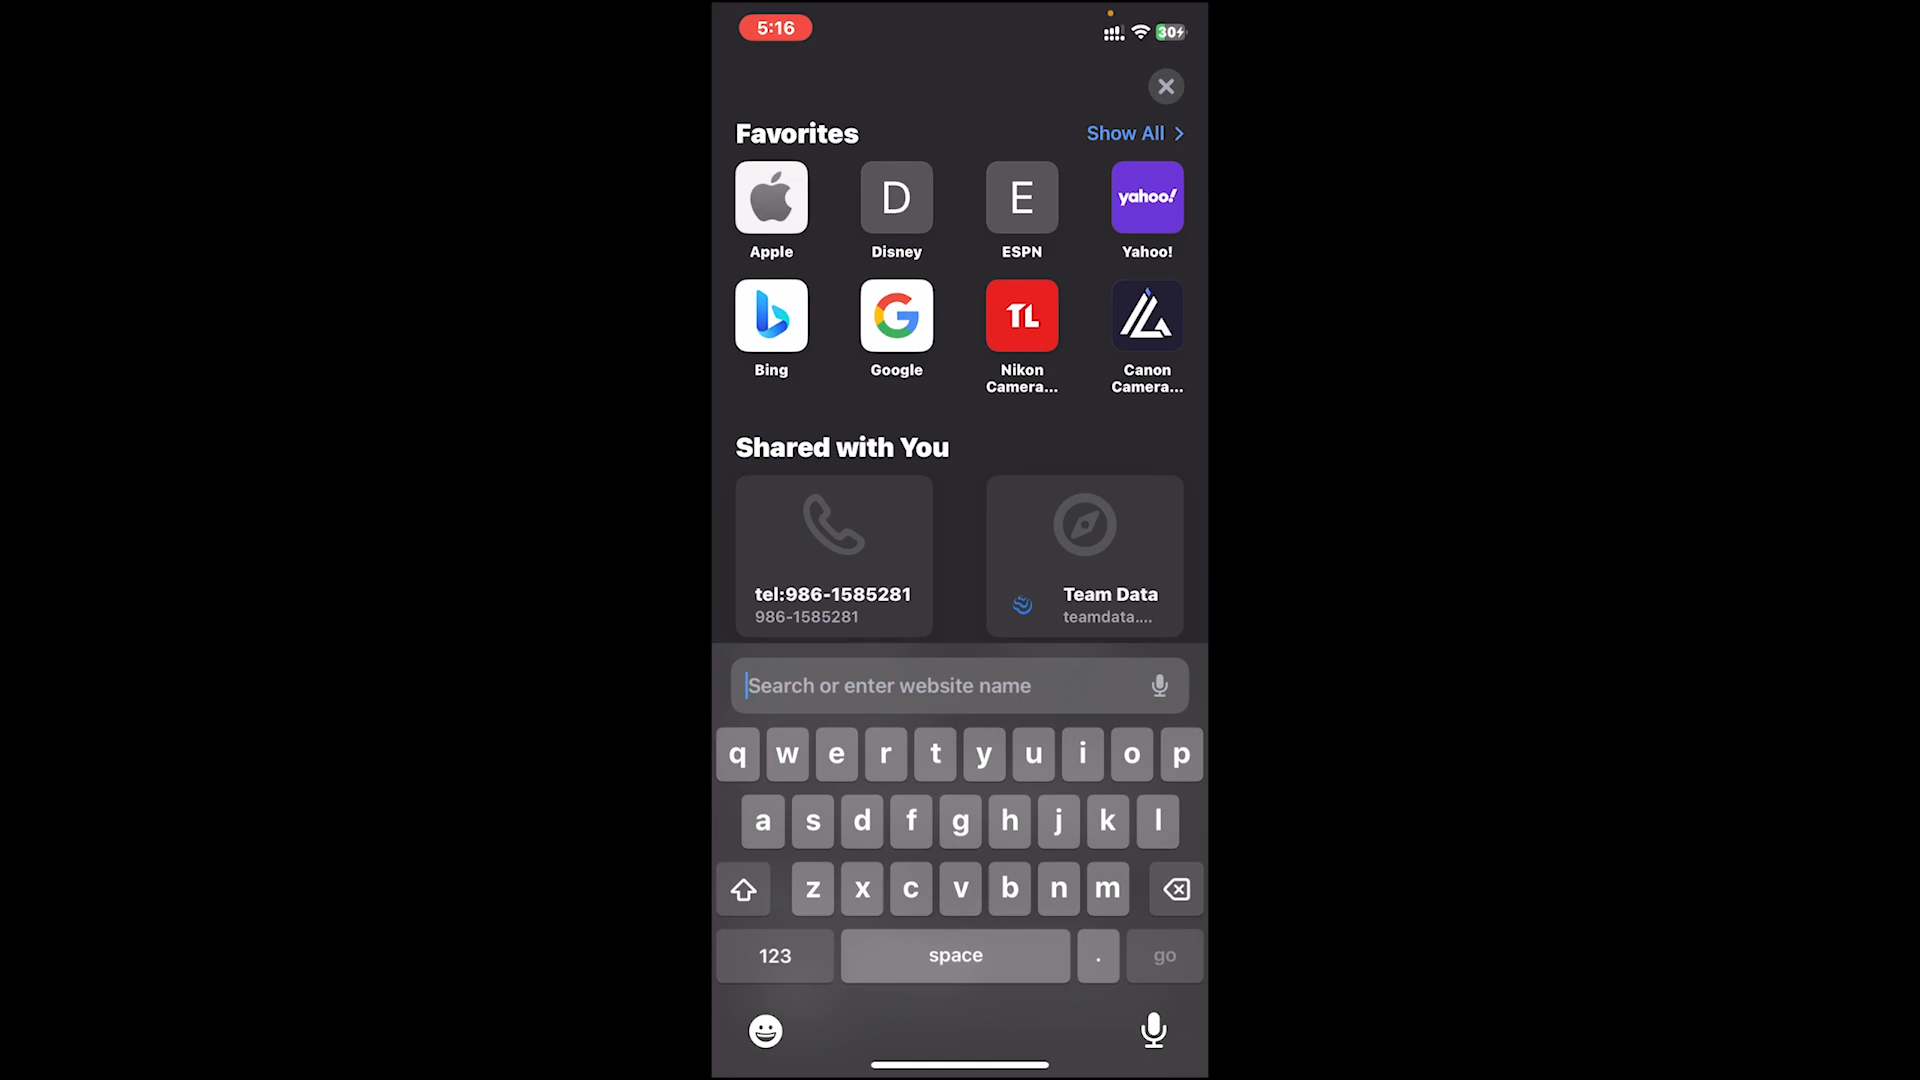 5:16
30
Favorites
Show All
D
E
yahoo!
Apple
Disney
ESPN
Yahoo!
TL
Bing
Google
Nikon
Camera...
Canon
Camera...
Shared with You
tel:986-1585281
986-1585281
Team Data
teamdata....
Search or enter website name
q w e r t y u i o p
a s d f g h j k l
z x c v b n m
123 space . go